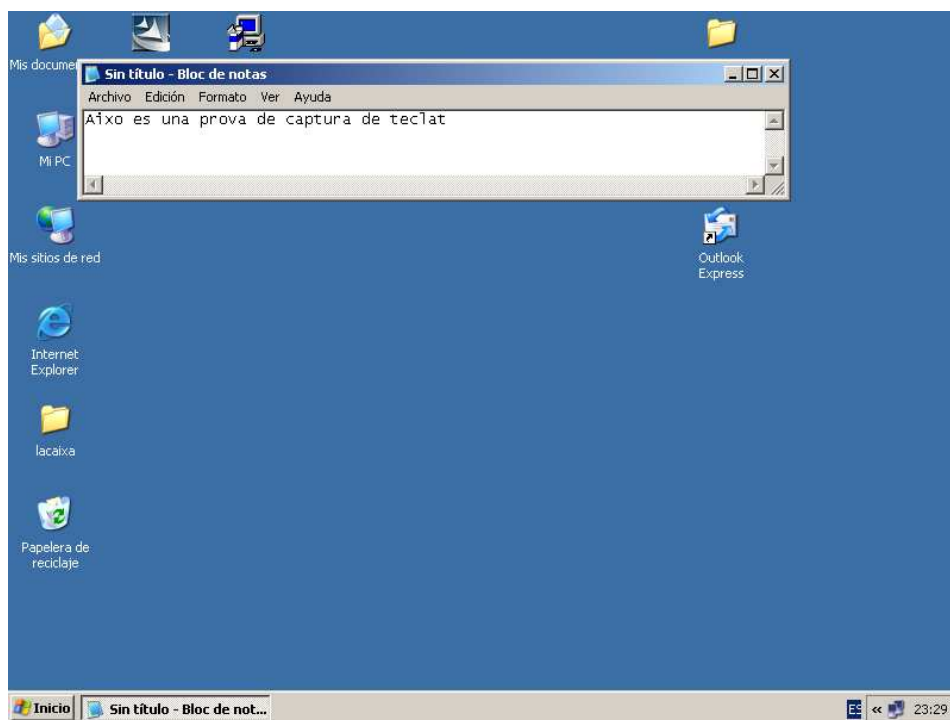 Mis docume
Sin título - Bloc de notas
Archivo Edición Formato Ver Ayuda
Aixo es una prova de captura de teclat
Mi PC
Mis sitios de red
Outlook
Express
Internet
Explorer
lacaixa
Papelera de
reciclaje
Inicio
Sin título - Bloc de not...
ES
«
23:29